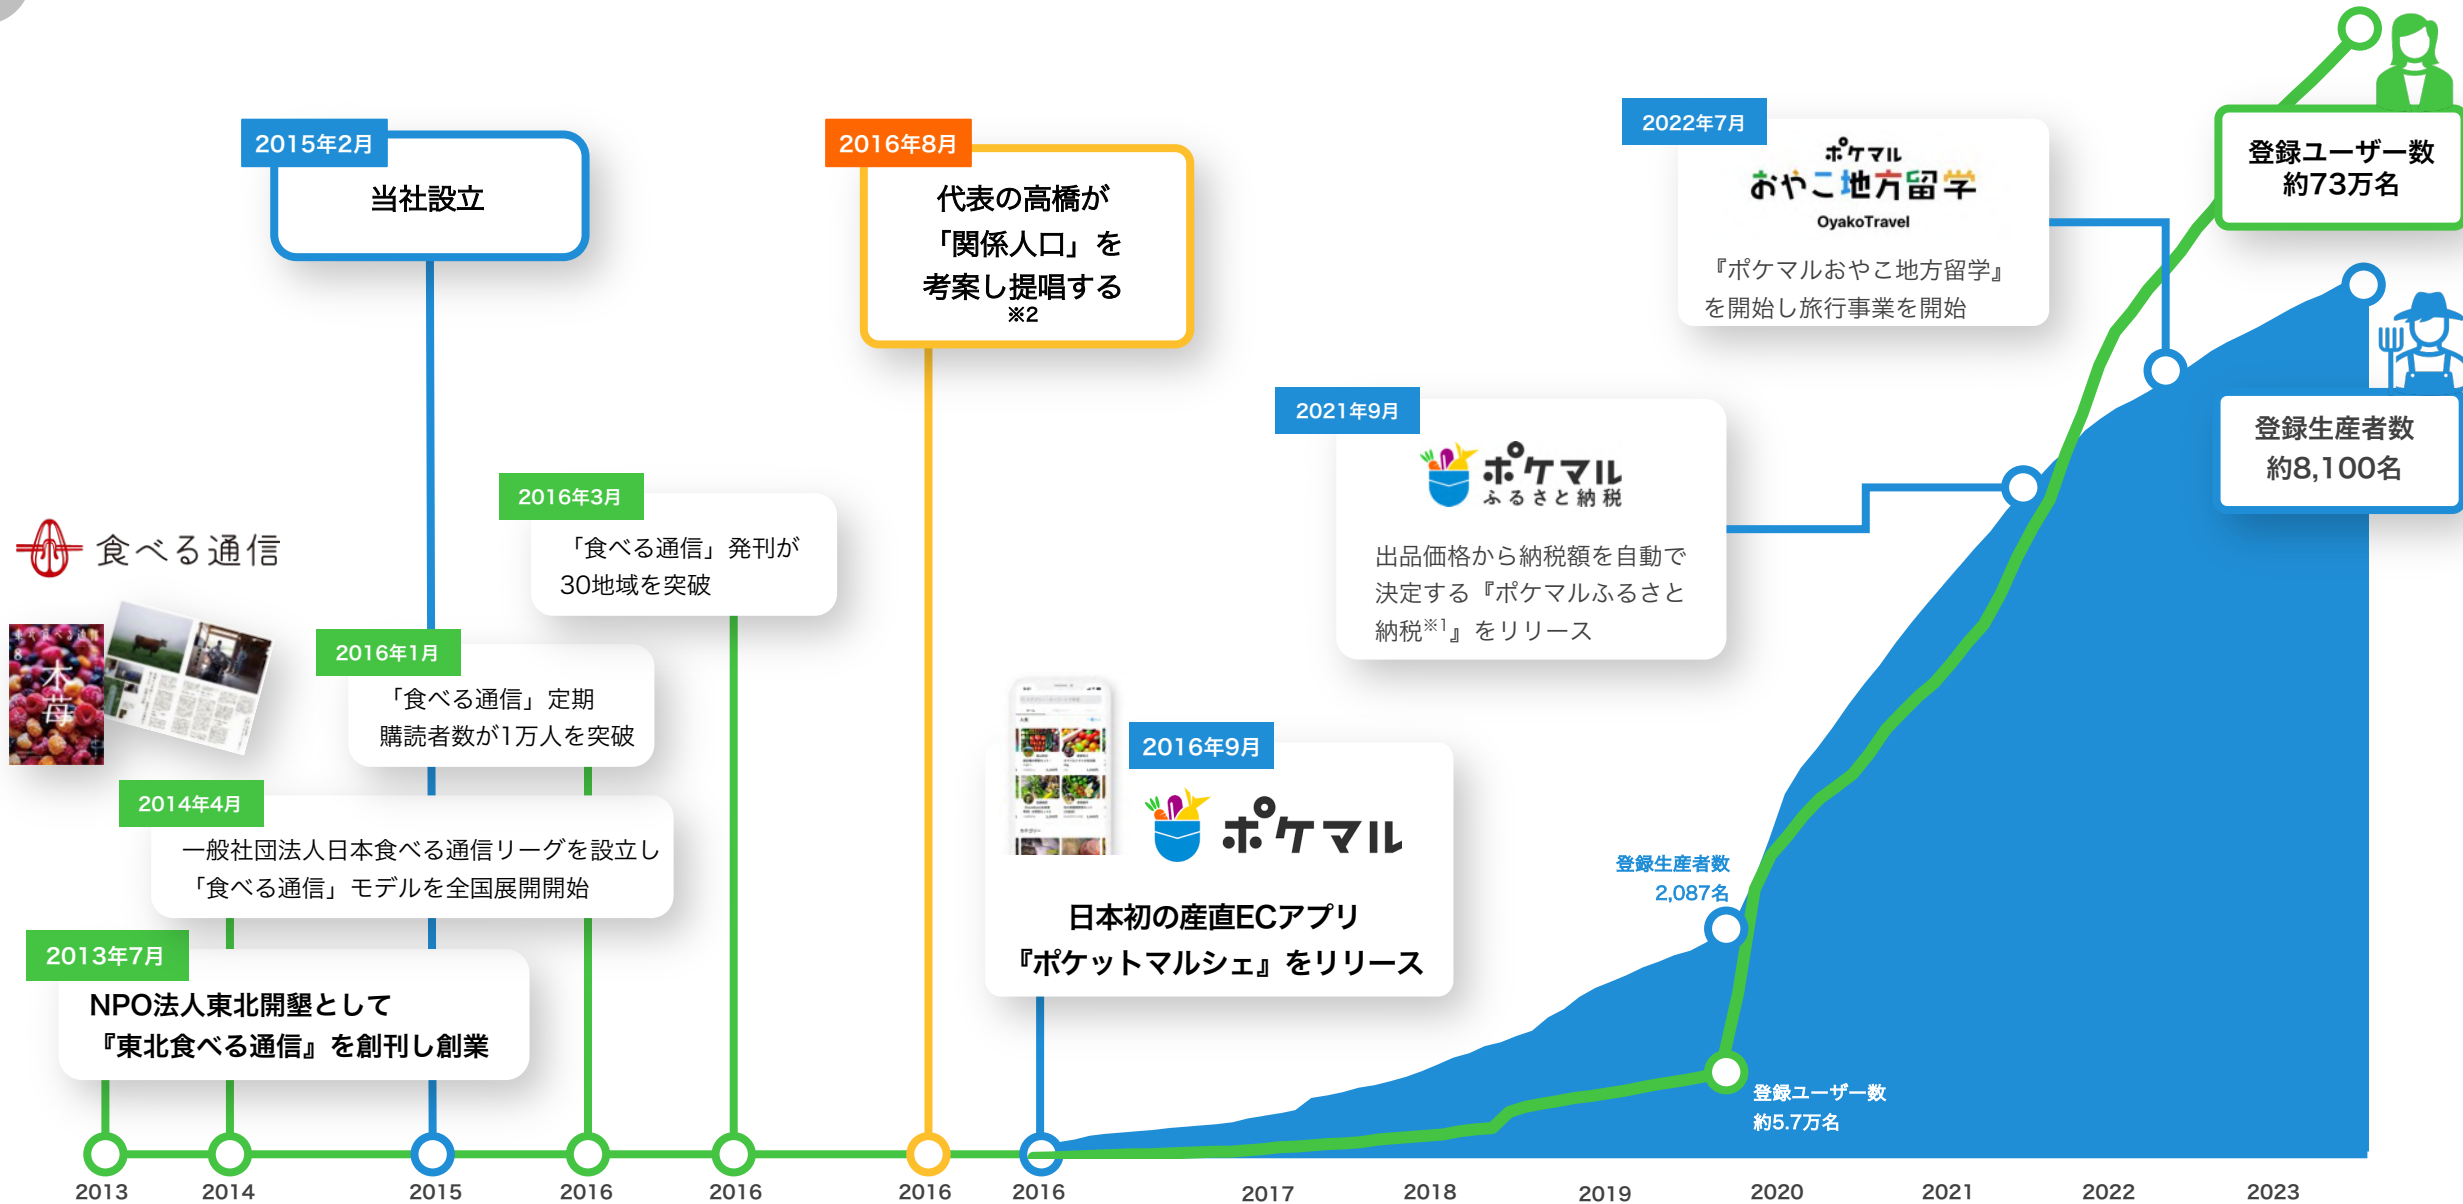 2013年7月
NPO法人東北開墾として
『東北食べる通信』を創刊し創業
2014年4月
一般社団法人日本食べる通信リーグを設立し
「食べる通信」モデルを全国展開開始
食べる通信
木苺
2015年2月
当社設立
2016年1月
「食べる通信」定期
購読者数が1万人を突破
2016年3月
「食べる通信」発刊が
30地域を突破
2016年8月
代表の高橋が
「関係人口」を
考案し提唱する
※2
2016年9月
ポケマル
日本初の産直ECアプリ
『ポケットマルシェ』をリリース
2021年9月
ポケマル
ふるさと納税
出品価格から納税額を自動で
決定する『ポケマルふるさと
納税※1』をリリース
2022年7月
ポケマル
おやこ地方留学
OyakoTravel
『ポケマルおやこ地方留学』
を開始し旅行事業を開始
登録ユーザー数
約73万名
登録生産者数
約8,100名
登録生産者数
2,087名
登録ユーザー数
約5.7万名
2013
2014
2015
2016
2016
2016
2016
2017
2018
2019
2020
2021
2022
2023